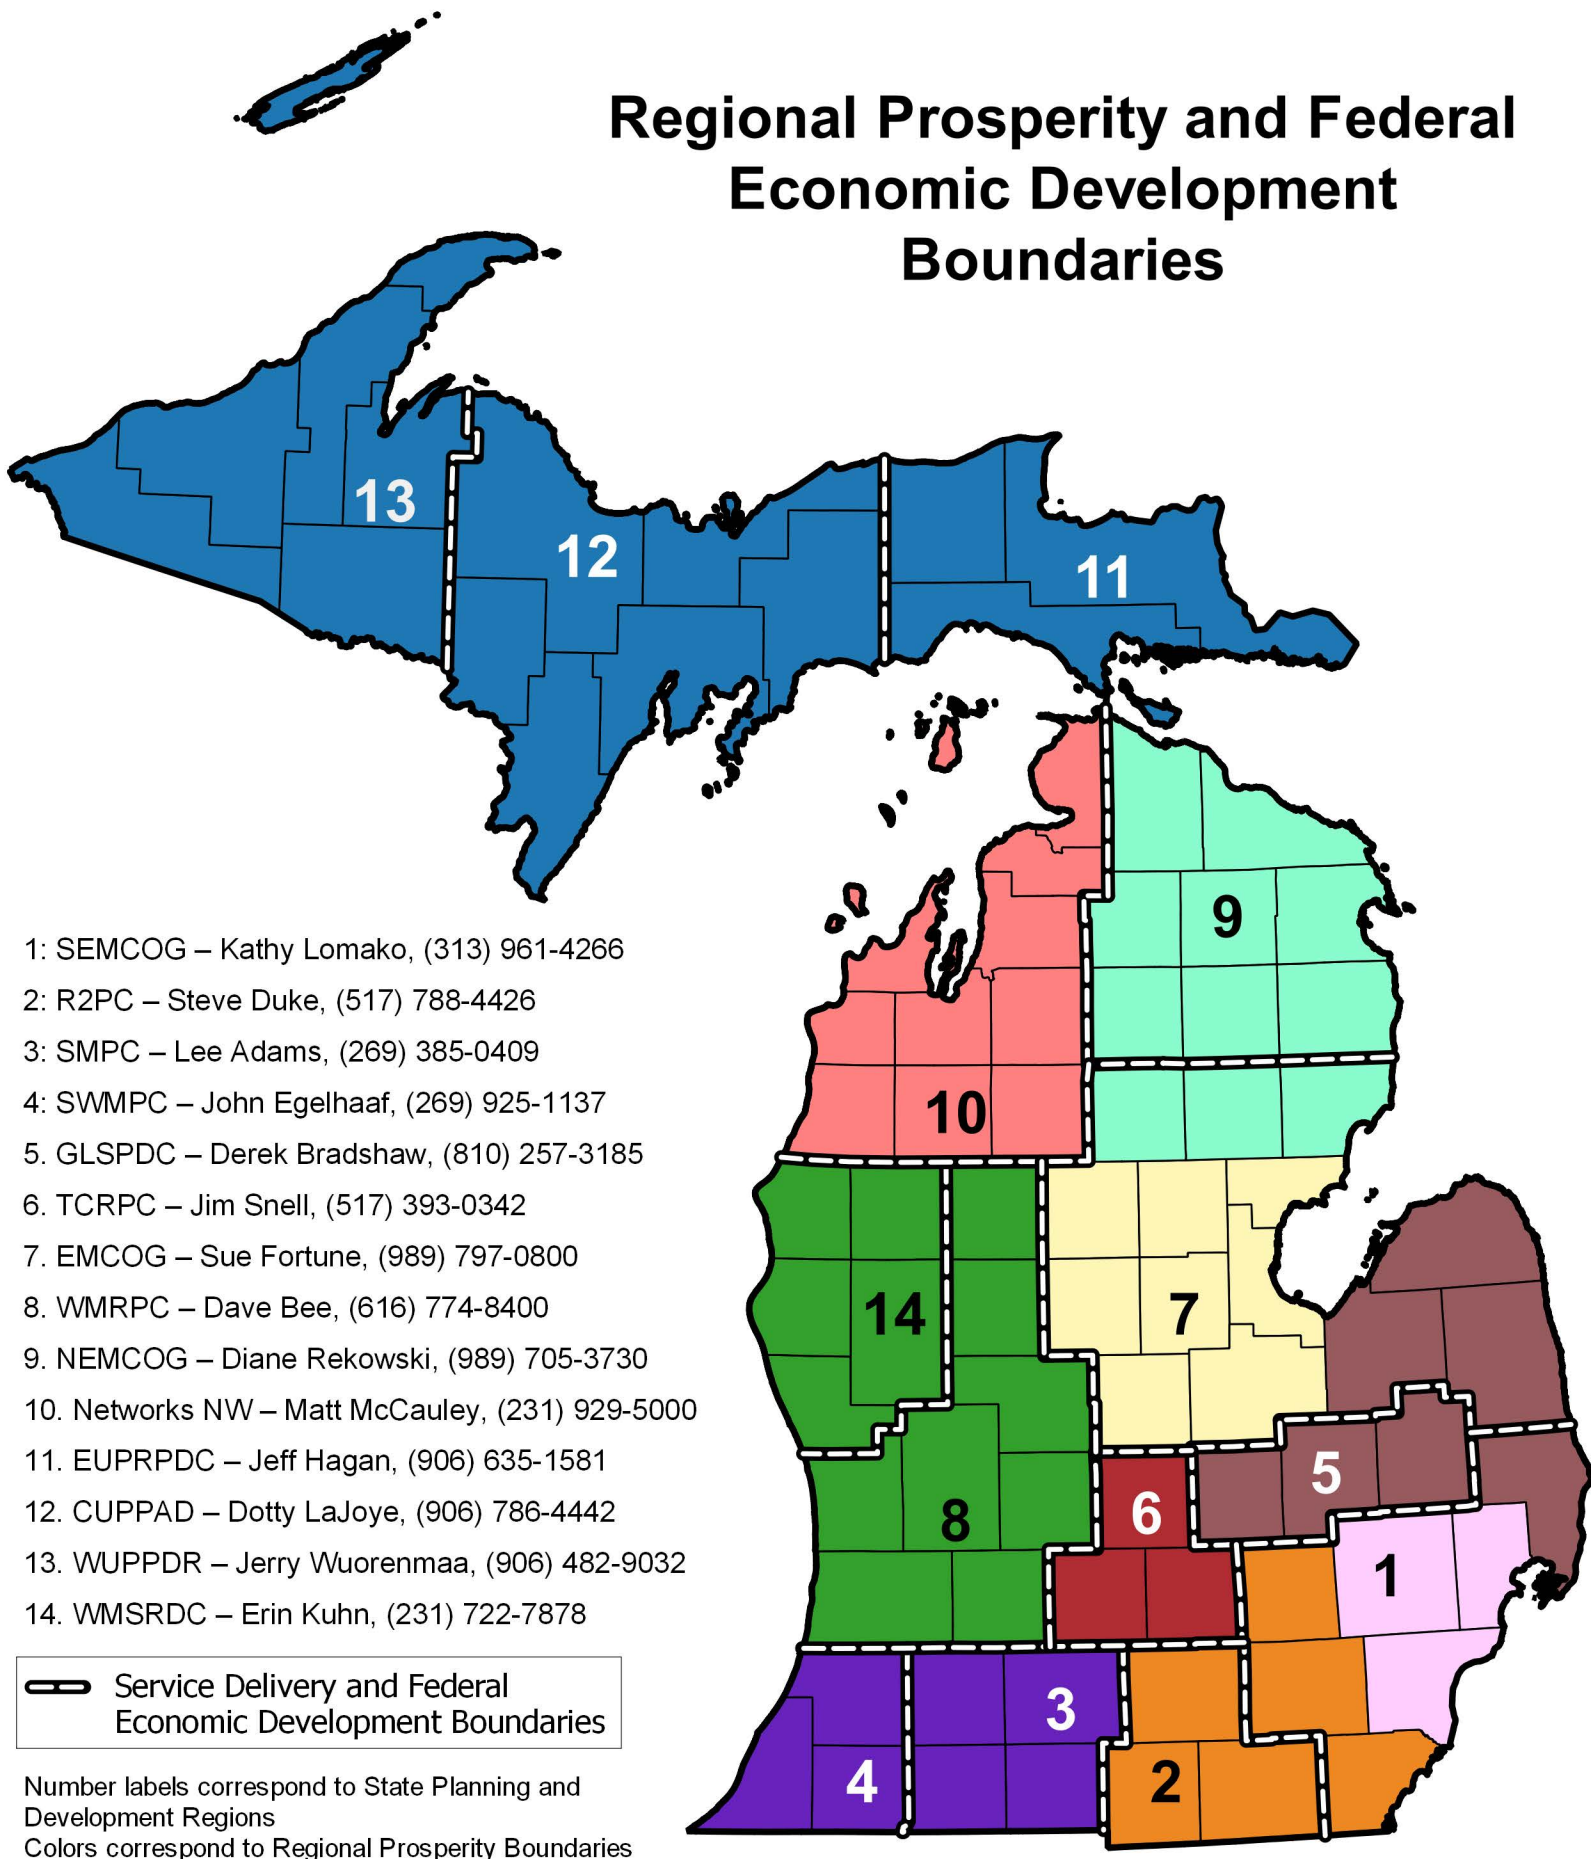 Regional Prosperity and Federal
Economic Development
Boundaries
13
12
11
9
10
14
7
8
6
5
1
3
4
2
1: SEMCOG – Kathy Lomako, (313) 961-4266
2: R2PC – Steve Duke, (517) 788-4426
3: SMPC – Lee Adams, (269) 385-0409
4: SWMPC – John Egelhaaf, (269) 925-1137
5. GLSPDC – Derek Bradshaw, (810) 257-3185
6. TCRPC – Jim Snell, (517) 393-0342
7. EMCOG – Sue Fortune, (989) 797-0800
8. WMRPC – Dave Bee, (616) 774-8400
9. NEMCOG – Diane Rekowski, (989) 705-3730
10. Networks NW – Matt McCauley, (231) 929-5000
11. EUPRPDC – Jeff Hagan, (906) 635-1581
12. CUPPAD – Dotty LaJoye, (906) 786-4442
13. WUPPDR – Jerry Wuorenmaa, (906) 482-9032
14. WMSRDC – Erin Kuhn, (231) 722-7878
Service Delivery and Federal
Economic Development Boundaries
Number labels correspond to State Planning and
Development Regions
Colors correspond to Regional Prosperity Boundaries